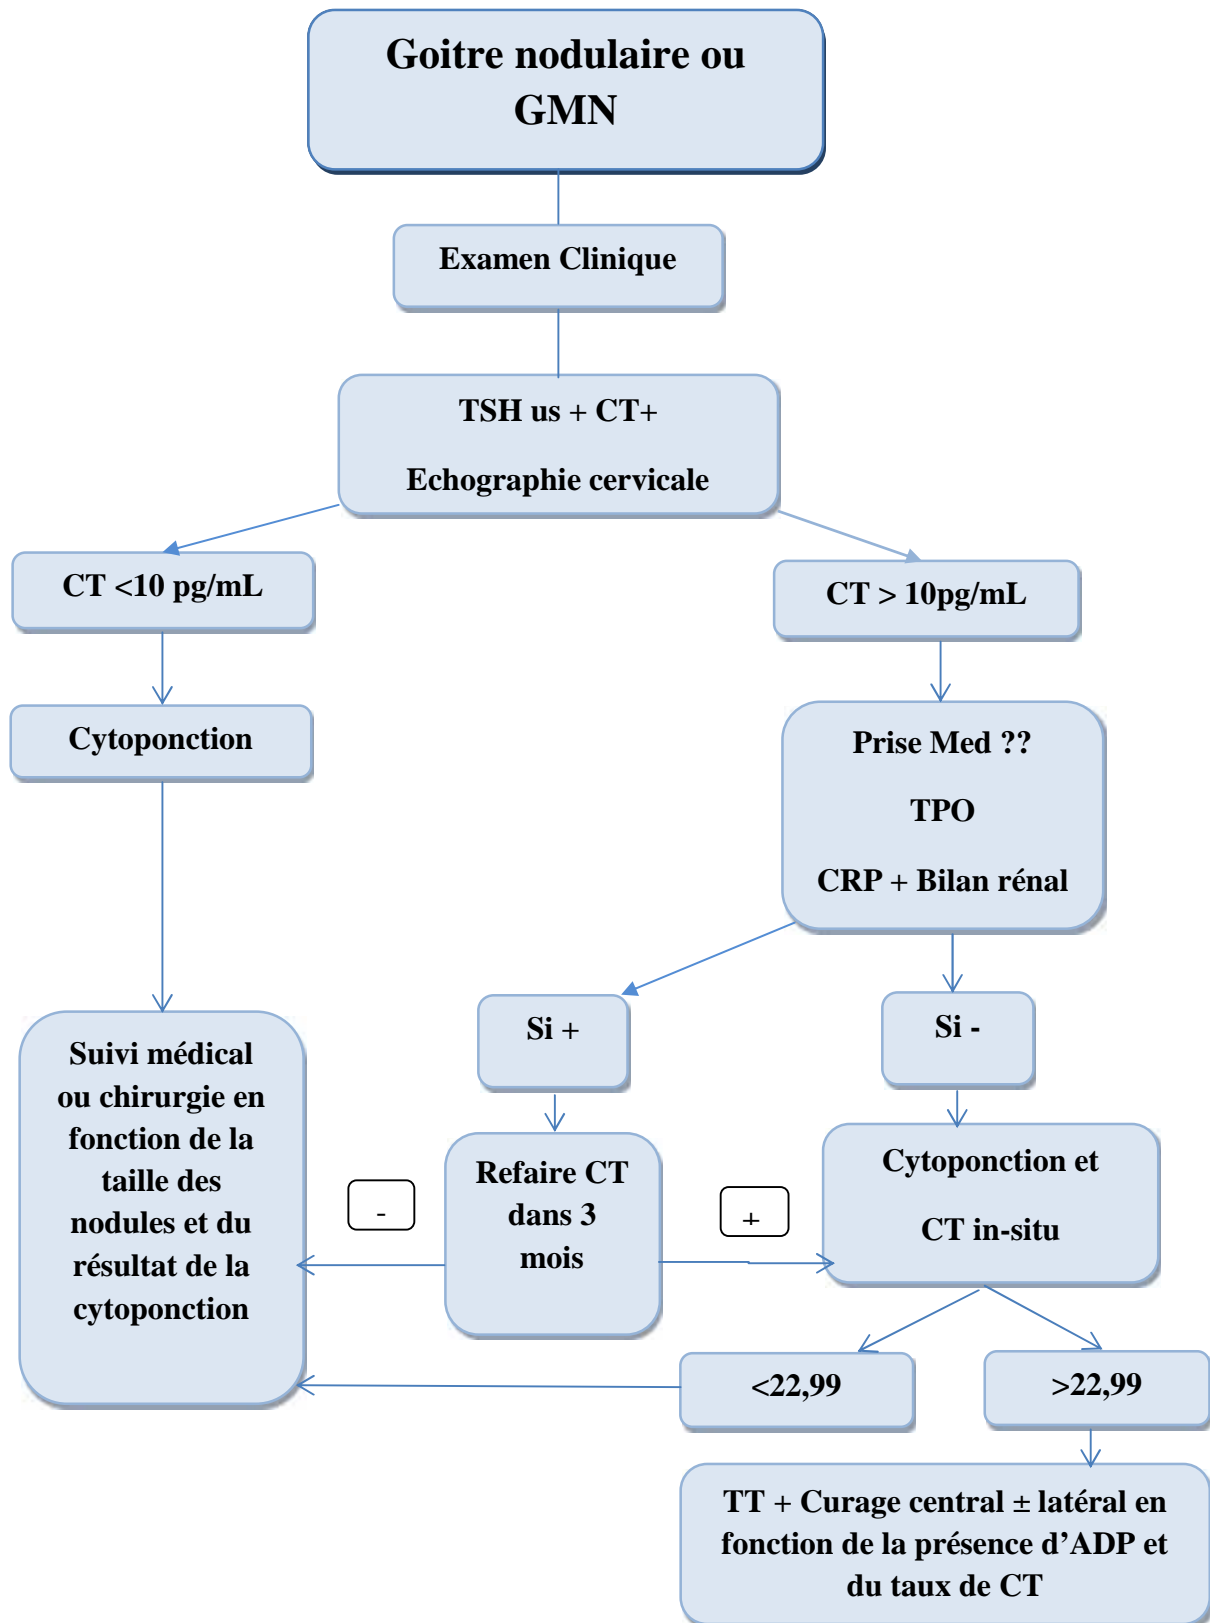 Goitre nodulaire ou
GMN
Examen Clinique
TSH us + CT+
Echographie cervicale
CT <10 pg/mL
CT > 10pg/mL
Cytoponction
Prise Med ??
TPO
CRP + Bilan rénal
Si +
Si -
Suivi médical
ou chirurgie en
fonction de la
taille des
nodules et du
résultat de la
cytoponction
-
Refaire CT
dans 3
mois
+
Cytoponction et
CT in-situ
<22,99
>22,99
TT + Curage central ± latéral en
fonction de la présence d’ADP et
du taux de CT